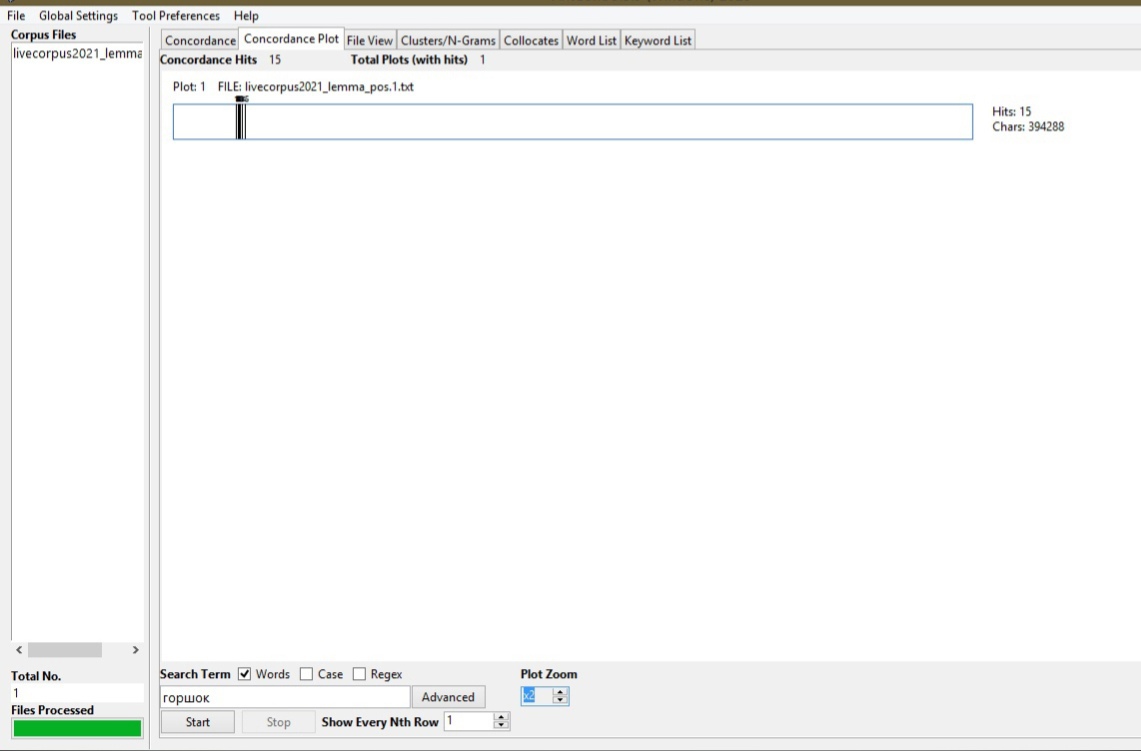 File Global Settings Tool Preferences Help
Corpus Files
livecorpus2021_lemma
Concordance Concordance Plot File View Clusters/N-Grams Collocates Word List Keyword List
Concordance Hits 15 Total Plots (with hits) 1
Plot: 1 FILE: livecorpus2021_lemma_pos.1.txt
Hits: 15
Chars: 394288
Total No.
1
Files Processed
Search Term Words Case Regex Plot Zoom
горшок Advanced x2
Start Stop Show Every Nth Row 1